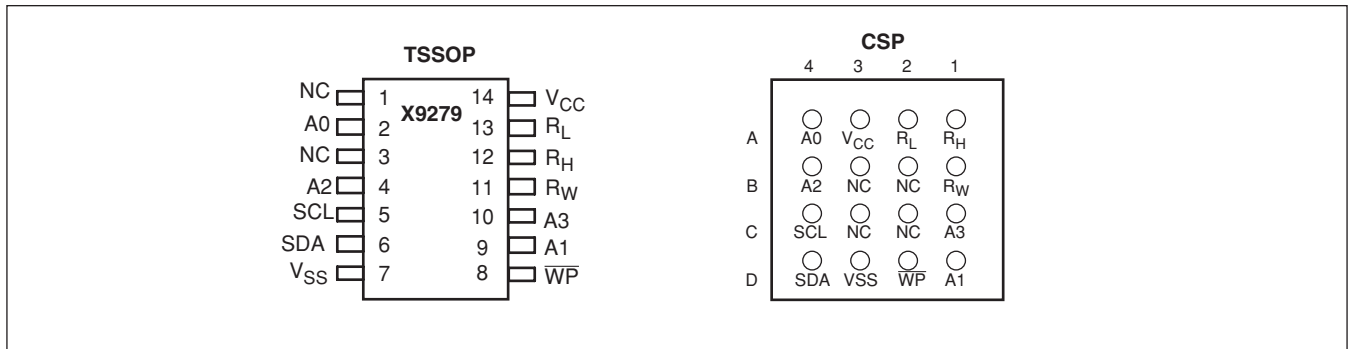 TSSOP
X9279
NC 1 14 VCC
A0 2 13 RL
NC 3 12 RH
A2 4 11 RW
SCL 5 10 A3
SDA 6 9 A1
VSS 7 8 W̅P̅
CSP
4 3 2 1
A A0 VCC RL RH
B A2 NC NC RW
C SCL NC NC A3
D SDA VSS W̅P̅ A1